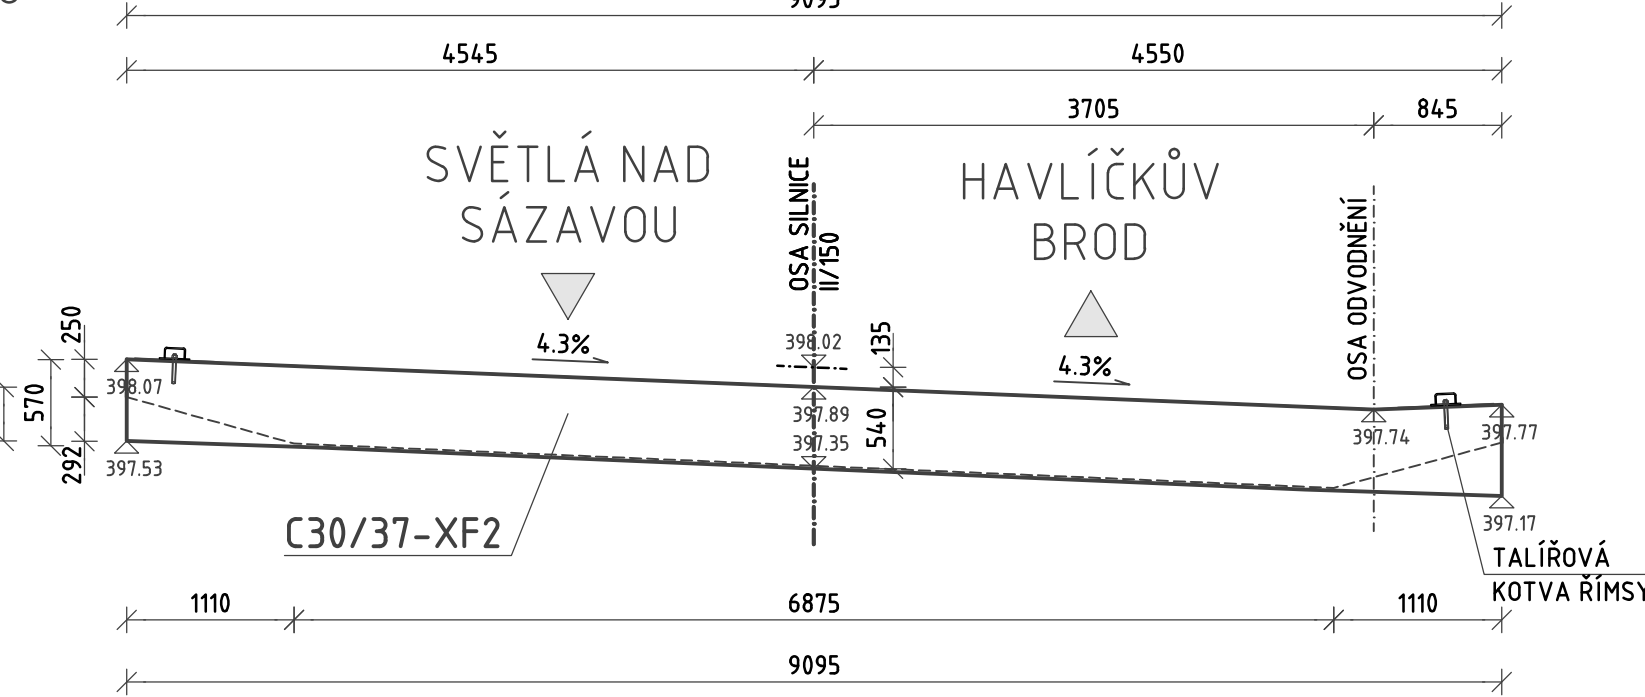 9095
4545
4550
3705
845
SVĚTLÁ NAD
SÁZAVOU
OSA SILNICE
II/150
HAVLÍČKŮV
BROD
OSA ODVODNĚNÍ
250
570
292
4.3%
398.02
135
4.3%
398.07
397.89
397.35
540
397.74
397.77
397.53
397.17
C30/37-XF2
TALÍŘOVÁ
KOTVA ŘÍMSY
1110
6875
1110
9095